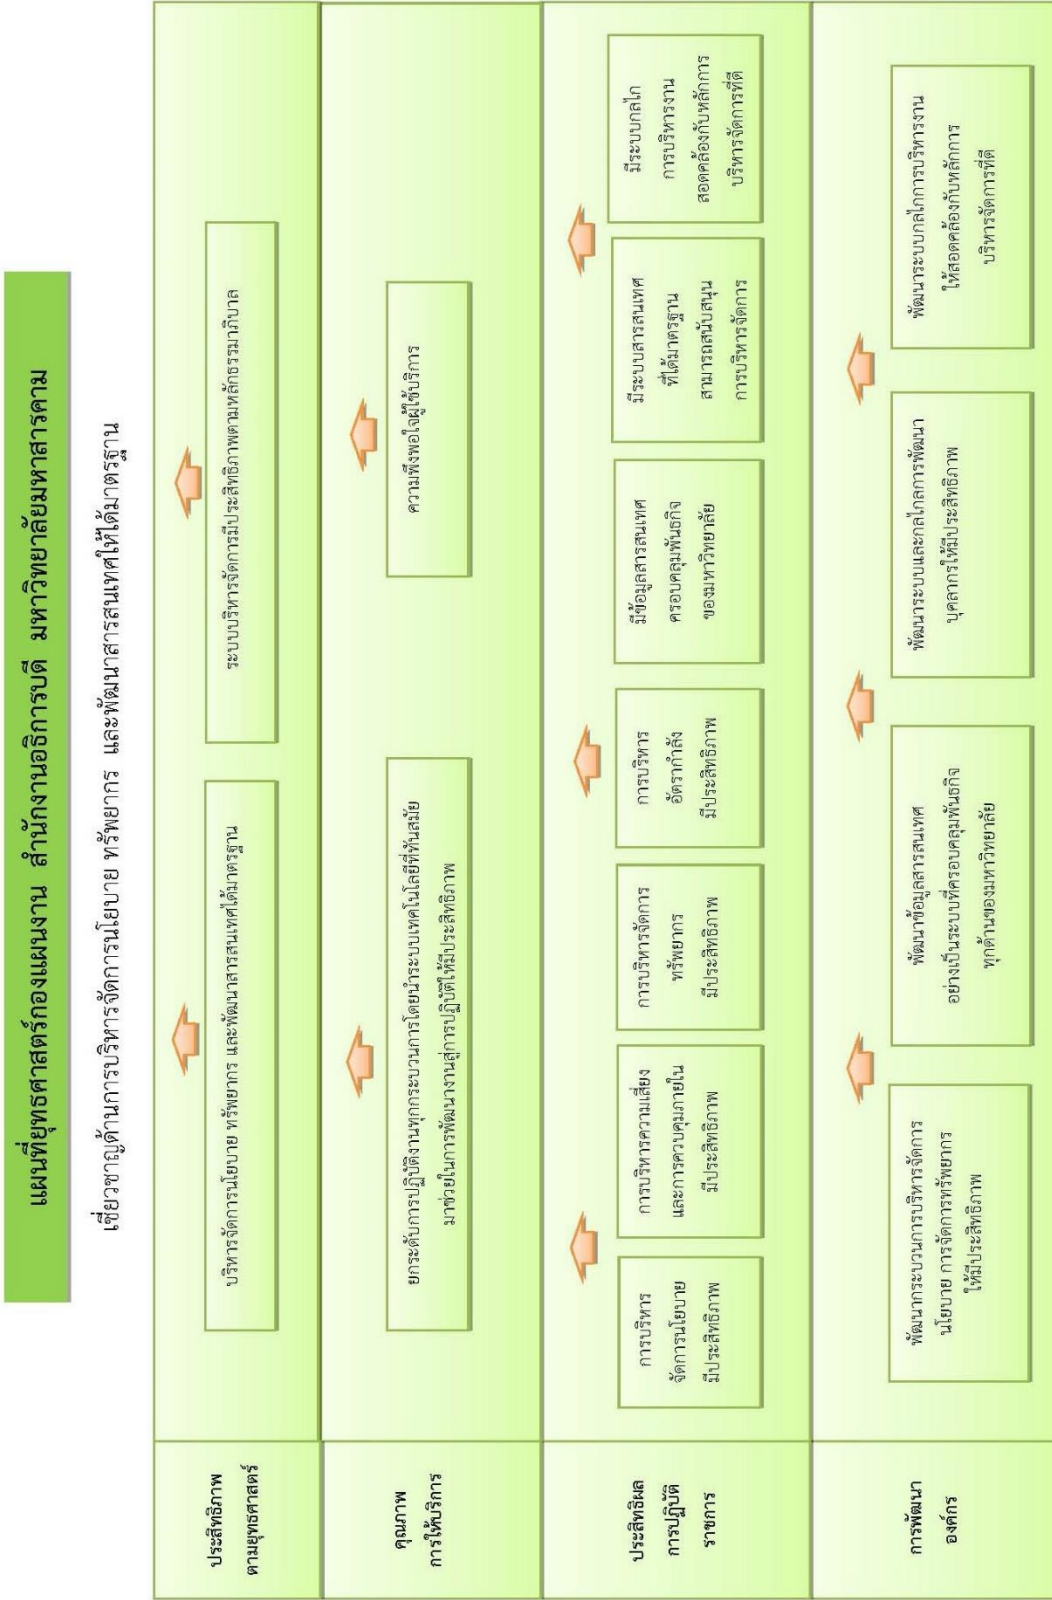 แผนที่ยุทธศาสตร์กองแผนงาน สำนักงานอธิการบดี มหาวิทยาลัยมหาสารคาม
เชี่ยวชาญด้านการบริหารจัดการนโยบาย ทรัพยากร และพัฒนาสารสนเทศให้ได้มาตรฐาน
ประสิทธิภาพ
ตามยุทธศาสตร์
บริหารจัดการนโยบาย ทรัพยากร และพัฒนาสารสนเทศได้มาตรฐาน
ระบบบริหารจัดการมีประสิทธิภาพตามหลักธรรมาภิบาล
คุณภาพ
การให้บริการ
ยกระดับการปฏิบัติงานทุกกระบวนการโดยนำระบบเทคโนโลยีที่ทันสมัย
มาช่วยในการพัฒนางานสู่การปฏิบัติให้มีประสิทธิภาพ
ความพึงพอใจผู้ใช้บริการ
ประสิทธิผล
การปฏิบัติ
ราชการ
การบริหาร
จัดการนโยบาย
มีประสิทธิภาพ
การบริหารความเสี่ยง
และการควบคุมภายใน
มีประสิทธิภาพ
การบริหารจัดการ
ทรัพยากร
มีประสิทธิภาพ
การบริหาร
อัตรากำลัง
มีประสิทธิภาพ
มีข้อมูลสารสนเทศ
ครอบคลุมพันธกิจ
ของมหาวิทยาลัย
มีระบบสารสนเทศ
ที่ได้มาตรฐาน
สามารถสนับสนุน
การบริหารจัดการ
มีระบบกลไก
การบริหารงาน
สอดคล้องกับหลักการ
บริหารจัดการที่ดี
การพัฒนา
องค์กร
พัฒนากระบวนการบริหารจัดการ
นโยบาย การจัดการทรัพยากร
ให้มีประสิทธิภาพ
พัฒนาข้อมูลสารสนเทศ
อย่างเป็นระบบที่ครอบคลุมพันธกิจ
ทุกด้านของมหาวิทยาลัย
พัฒนาระบบและกลไกการพัฒนา
บุคลากรให้มีประสิทธิภาพ
พัฒนาระบบกลไกการบริหารงาน
ให้สอดคล้องกับหลักการ
บริหารจัดการที่ดี